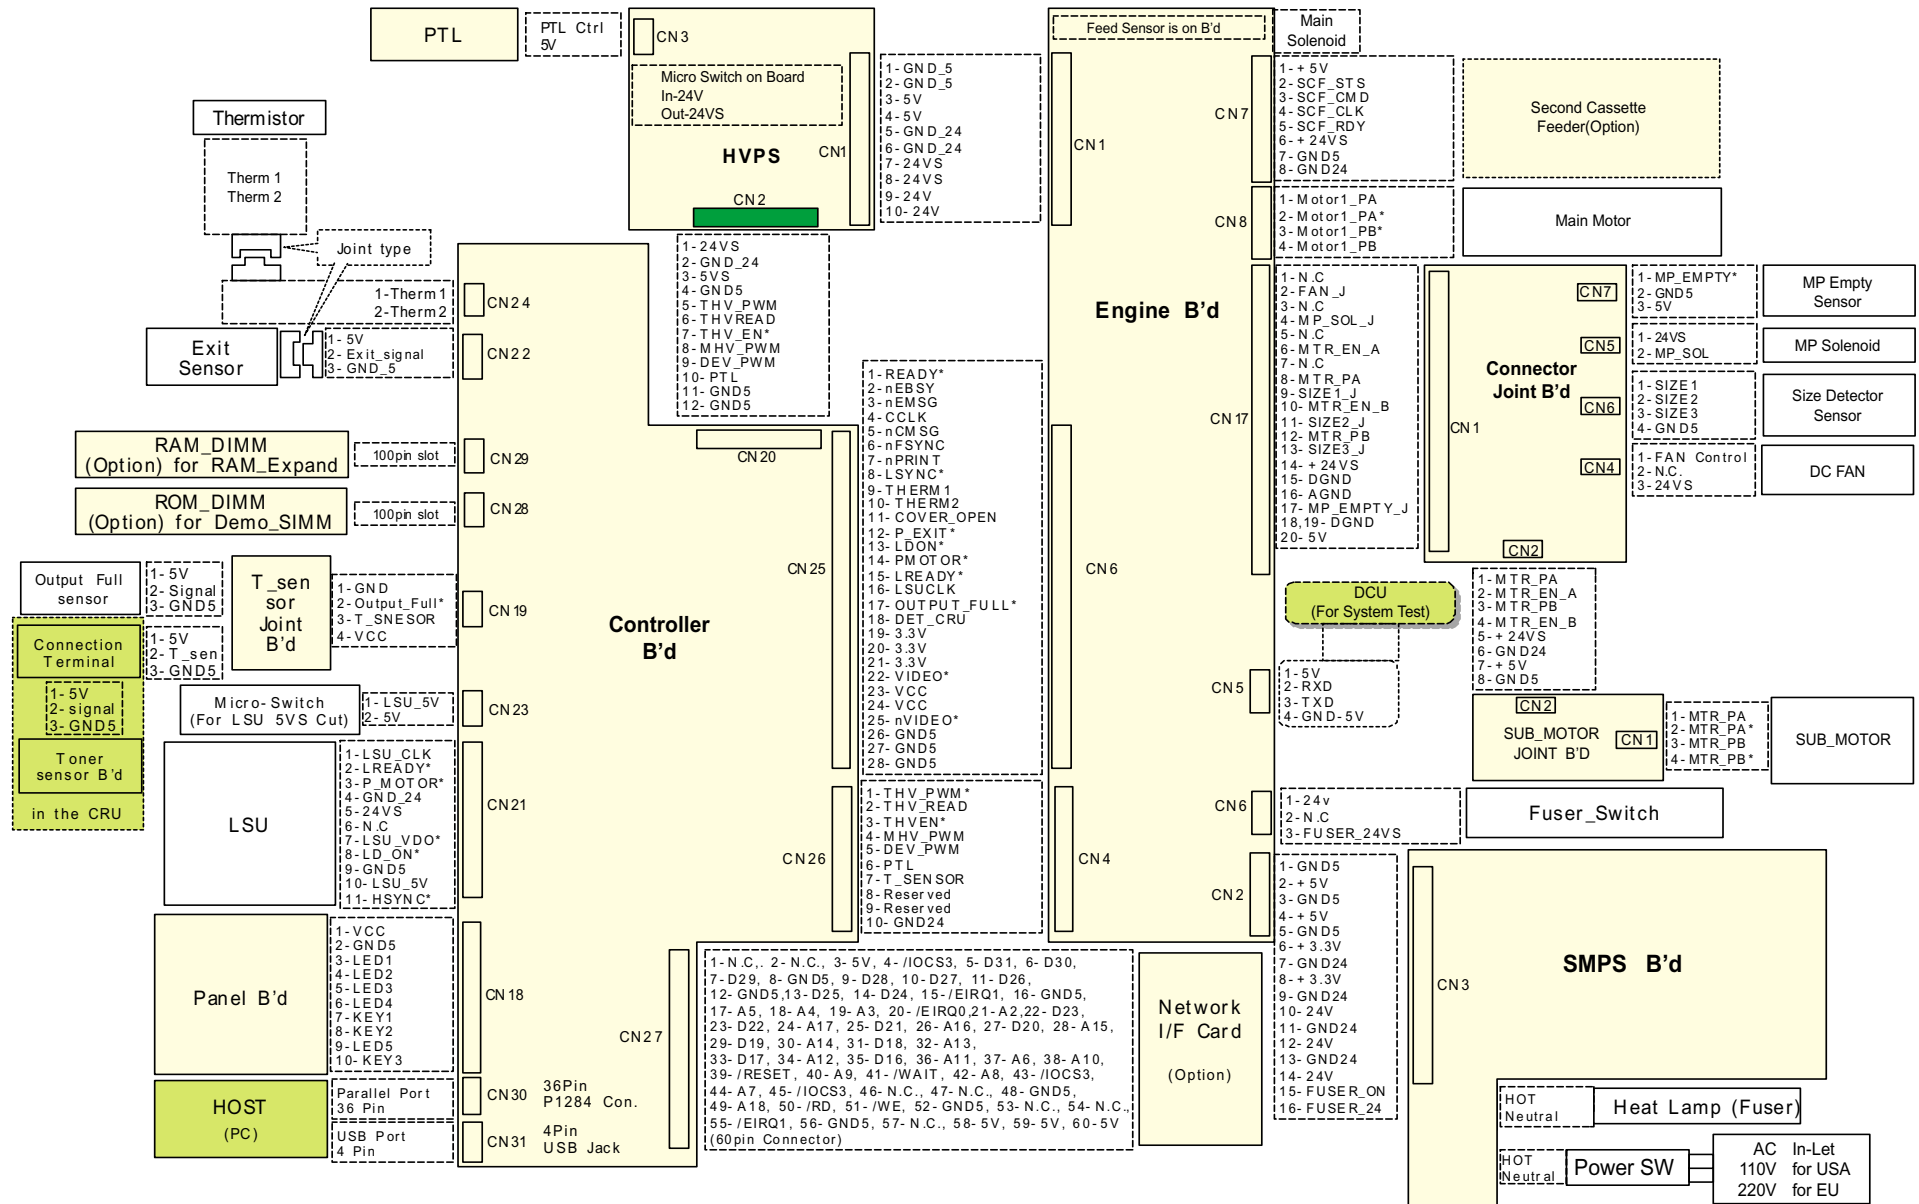 PTL
PTL Ctrl
5V
CN3
Micro Switch on Board
In-24V
Out-24VS
HVPS
CN1
CN2
1-GND_5
2-GND_5
3-5V
4-5V
5-GND_24
6-GND_24
7-24VS
8-24VS
9-24V
10-24V
Feed Sensor is on B'd
Main
Solenoid
CN1
CN7
1-+5V
2-SCF_STS
3-SCF_CMD
4-SCF_CLK
5-SCF_RDY
6-+24VS
7-GND5
8-GND24
Second Cassette
Feeder(Option)
CN8
1-Motor1_PA
2-Motor1_PA*
3-Motor1_PB*
4-Motor1_PB
Main Motor
Thermistor
Therm 1
Therm 2
Joint type
1-Therm1
2-Therm2
CN24
Exit
Sensor
1-5V
2-Exit_signal
3-GND_5
CN22
1-24VS
2-GND_24
3-5VS
4-GND5
5-THV_PWM
6-THVREAD
7-THV_EN*
8-MHV_PWM
9-DEV_PWM
10-PTL
11-GND5
12-GND5
Engine B'd
CN17
1-N.C
2-FAN_J
3-N.C
4-MP_SOL_J
5-N.C
6-MTR_EN_A
7-N.C
8-MTR_PA
9-SIZE1_J
10-MTR_EN_B
11-SIZE2_J
12-MTR_PB
13-SIZE3_J
14-+24VS
15-DGND
16-AGND
17-MP_EMPTY_J
18,19-DGND
20-5V
Connector
Joint B'd
CN1
CN7
CN5
CN6
CN4
CN2
1-MP_EMPTY*
2-GND5
3-5V
MP Empty
Sensor
1-24VS
2-MP_SOL
MP Solenoid
1-SIZE1
2-SIZE2
3-SIZE3
4-GND5
Size Detector
Sensor
1-FAN Control
2-N.C.
3-24VS
DC FAN
RAM_DIMM
(Option) for RAM_Expand
100pin slot
CN29
ROM_DIMM
(Option) for Demo_SIMM
100pin slot
CN28
CN20
CN25
1-READY*
2-nEBSY
3-nEMSG
4-CCLK
5-nCMSG
6-nFSYNC
7-nPRINT
8-LSYNC*
9-THERM1
10-THERM2
11-COVER_OPEN
12-P_EXIT*
13-LDON*
14-PMOTOR*
15-LREADY*
16-LSUCLK
17-OUTPUT_FULL*
18-DET_CRU
19-3.3V
20-3.3V
21-3.3V
22-VIDEO*
23-VCC
24-VCC
25-nVIDEO*
26-GND5
27-GND5
28-GND5
CN6
Output Full
sensor
1-5V
2-Signal
3-GND5
T_sen
sor
Joint
B'd
1-GND
2-Output_Full*
3-T_SNESOR
4-VCC
CN19
Controller
B'd
Connection
Terminal
1-5V
2-T_sen
3-GND5
1-5V
2-signal
3-GND5
Toner
sensor B'd
in the CRU
Micro-Switch
(For LSU 5VS Cut)
1-LSU_5V
2-5V
CN23
DCU
(For System Test)
CN5
1-5V
2-RXD
3-TXD
4-GND-5V
1-MTR_PA
2-MTR_EN_A
3-MTR_PB
4-MTR_EN_B
5-+24VS
6-GND24
7-+5V
8-GND5
CN2
SUB_MOTOR
JOINT B'D
CN1
1-MTR_PA
2-MTR_PA*
3-MTR_PB
4-MTR_PB*
SUB_MOTOR
LSU
1-LSU_CLK
2-LREADY*
3-P_MOTOR*
4-GND_24
5-24VS
6-N.C
7-LSU_VDO*
8-LD_ON*
9-GND5
10-LSU_5V
11-HSYNC*
CN21
CN26
1-THV_PWM*
2-THV_READ
3-THVEN*
4-MHV_PWM
5-DEV_PWM
6-PTL
7-T_SENSOR
8-Reserved
9-Reserved
10-GND24
CN4
CN6
1-24v
2-N.C
3-FUSER_24VS
Fuser_Switch
CN2
1-GND5
2-+5V
3-GND5
4-+5V
5-GND5
6-+3.3V
7-GND24
8-+3.3V
9-GND24
10-24V
11-GND24
12-24V
13-GND24
14-24V
15-FUSER_ON
16-FUSER_24
CN3
SMPS B'd
Panel B'd
1-VCC
2-GND5
3-LED1
4-LED2
5-LED3
6-LED4
7-KEY1
8-KEY2
9-LED5
10-KEY3
CN18
CN27
1-N.C,. 2-N.C., 3-5V, 4-/IOCS3, 5-D31, 6-D30,
7-D29, 8-GND5, 9-D28, 10-D27, 11-D26,
12-GND5,13-D25, 14-D24, 15-/EIRQ1, 16-GND5,
17-A5, 18-A4, 19-A3, 20-/EIRQ0,21-A2,22-D23,
23-D22, 24-A17, 25-D21, 26-A16, 27-D20, 28-A15,
29-D19, 30-A14, 31-D18, 32-A13,
33-D17, 34-A12, 35-D16, 36-A11, 37-A6, 38-A10,
39-/RESET, 40-A9, 41-/WAIT, 42-A8, 43-/IOCS3,
44-A7, 45-/IOCS3, 46-N.C., 47-N.C., 48-GND5,
49-A18, 50-/RD, 51-/WE, 52-GND5, 53-N.C., 54-N.C.,
55-/EIRQ1, 56-GND5, 57-N.C., 58-5V, 59-5V, 60-5V
(60pin Connector)
Network
I/F Card
(Option)
HOST
(PC)
Parallel Port
36 Pin
CN30
36Pin
P1284 Con.
USB Port
4 Pin
CN31
4Pin
USB Jack
HOT
Neutral
Heat Lamp (Fuser)
HOT
Neutral
Power SW
AC In-Let
110V for USA
220V for EU